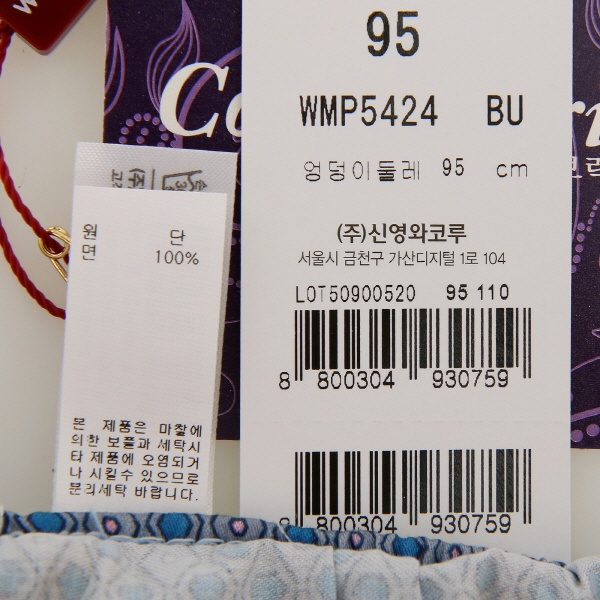 95
WMP5424 BU
엉덩이둘레 95 cm
(주)신영와코루
서울시 금천구 가산디지털 1로 104
LOT50900520 95 110
8 800304 930759
8 800304 930759
원 단
면 100%
본 제품은 마찰에
의한 보풀과 세탁시
타 제품에 오염되거
나 시킬수 있으므로
분리세탁 바랍니다.